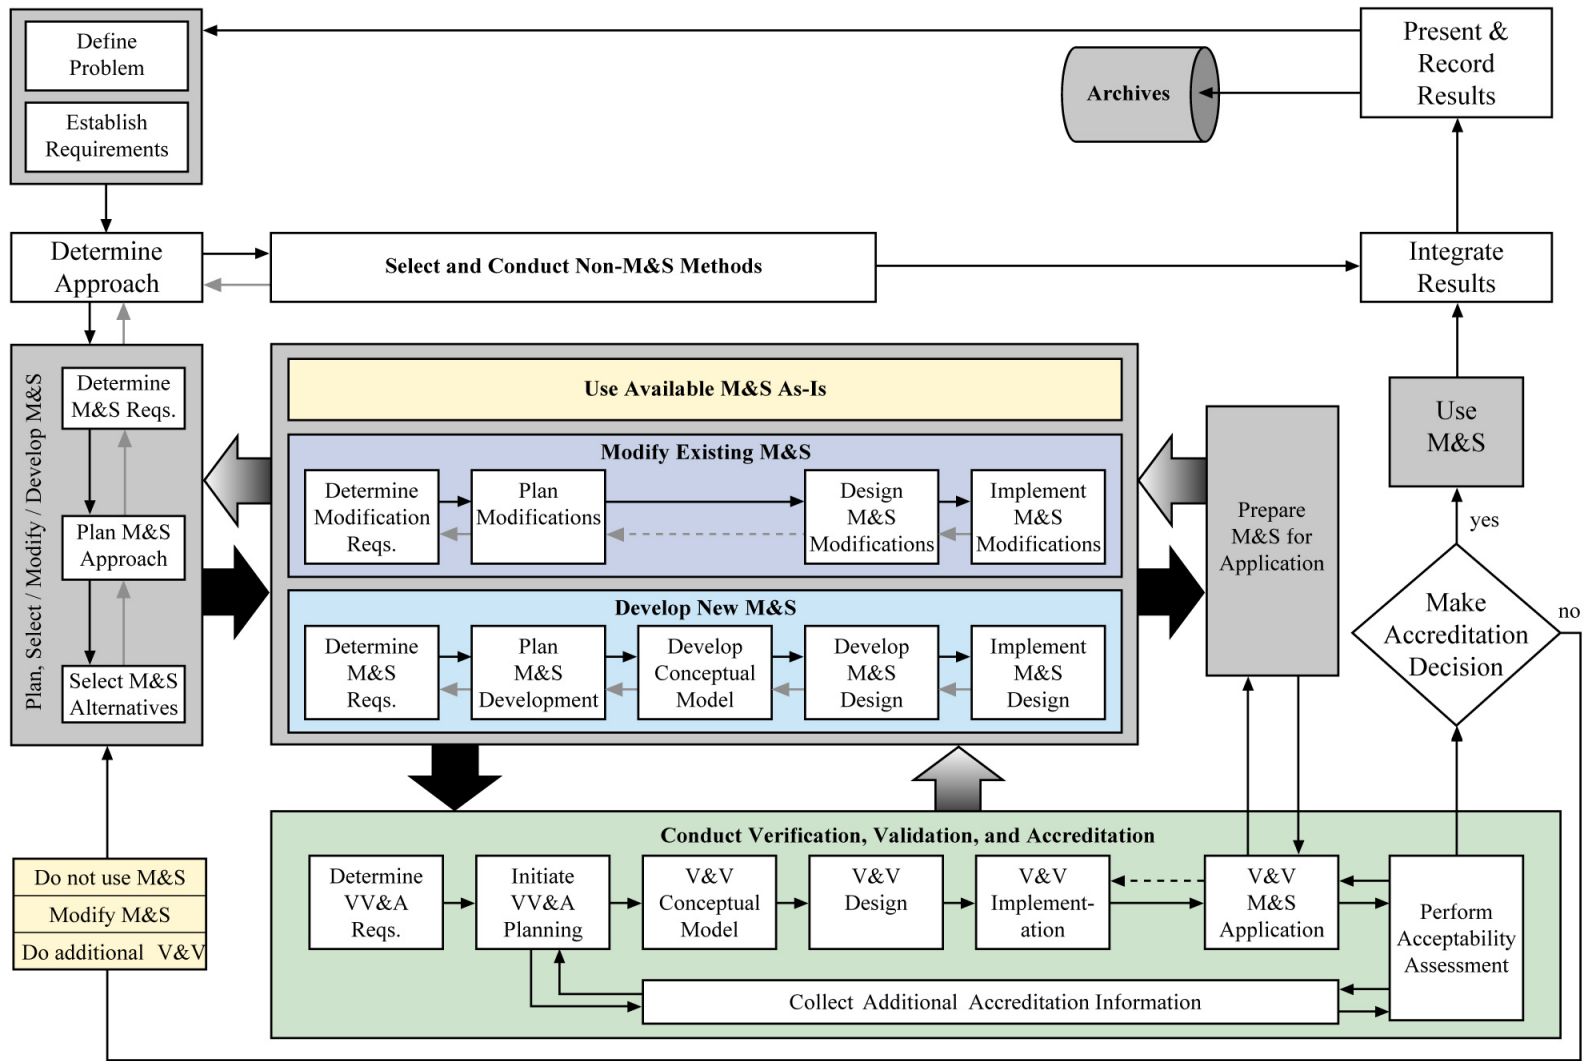 Define
Problem
Establish
Requirements
Present &
Record
Results
Archives
Determine
Approach
Select and Conduct Non-M&S Methods
Integrate
Results
Plan, Select / Modify / Develop M&S
Determine
M&S Reqs.
Plan M&S
Approach
Select M&S
Alternatives
Use Available M&S As-Is
Modify Existing M&S
Determine
Modification
Reqs.
Plan
Modifications
Design
M&S
Modifications
Implement
M&S
Modifications
Develop New M&S
Determine
M&S
Reqs.
Plan
M&S
Development
Develop
Conceptual
Model
Develop
M&S
Design
Implement
M&S
Design
Prepare
M&S for
Application
Use
M&S
yes
Make
Accreditation
Decision
no
Do not use M&S
Modify M&S
Do additional V&V
Conduct Verification, Validation, and Accreditation
Determine
VV&A
Reqs.
Initiate
VV&A
Planning
V&V
Conceptual
Model
V&V
Design
V&V
Implement-
ation
V&V
M&S
Application
Perform
Acceptability
Assessment
Collect Additional Accreditation Information